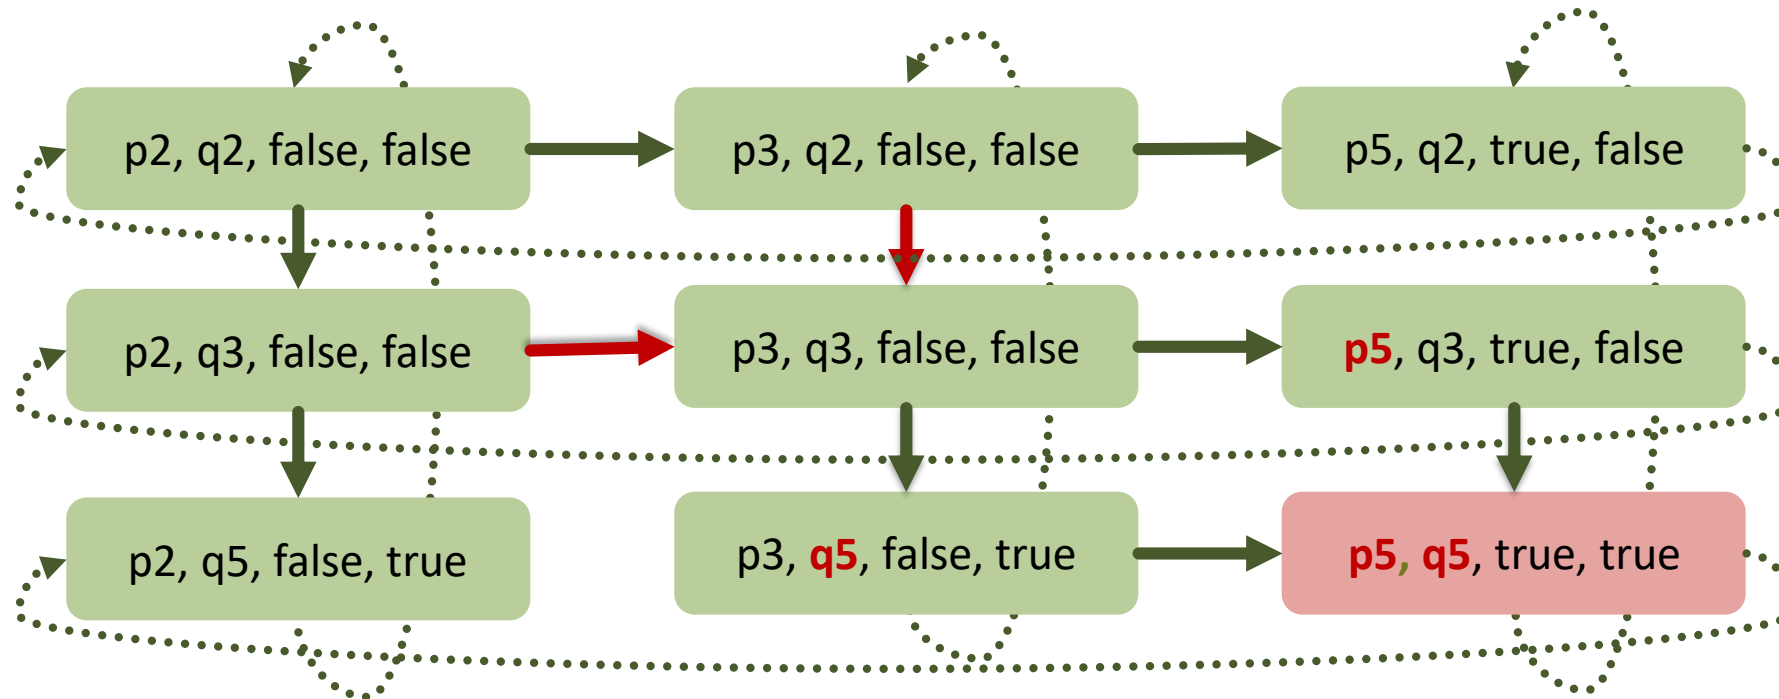 p2, q2, false, false
p3, q2, false, false
p5, q2, true, false
p2, q3, false, false
p3, q3, false, false
p5, q3, true, false
p2, q5, false, true
p3, q5, false, true
p5, q5, true, true